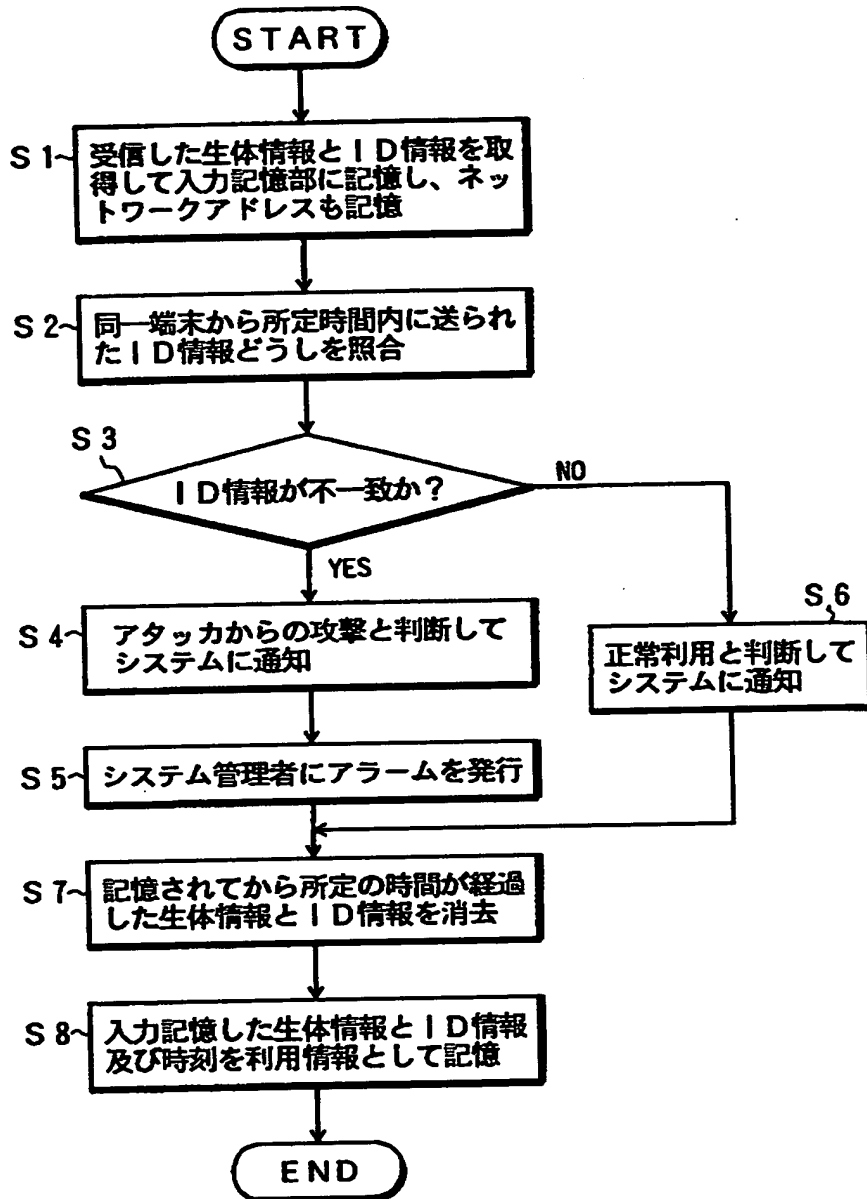 START
S1
受信した生体情報とID情報を取
得して入力記憶部に記憶し、ネッ
トワークアドレスも記憶
S2
同一端末から所定時間内に送られ
たID情報どうしを照合
S3
ID情報が不一致か？
NO
YES
S4
アタッカからの攻撃と判断して
システムに通知
S6
正常利用と判断して
システムに通知
S5
システム管理者にアラームを発行
S7
記憶されてから所定の時間が経過
した生体情報とID情報を消去
S8
入力記憶した生体情報とID情報
及び時刻を利用情報として記憶
END